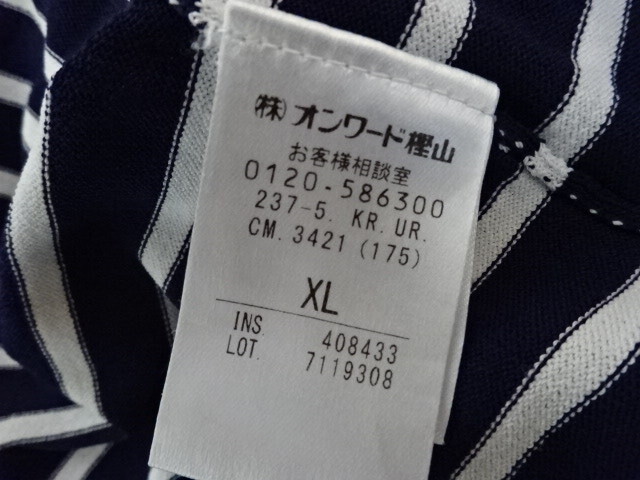 ㈱オンワード樫山
お客様相談室
0120-586300
237-5. KR. UR.
CM. 3421 (175)
XL
INS 408433
LOT. 7119308